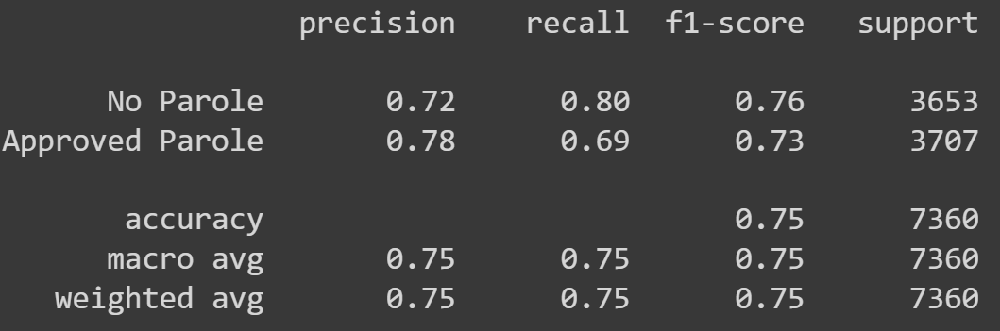 precision recall f1-score support
No Parole 0.72 0.80 0.76 3653
Approved Parole 0.78 0.69 0.73 3707
accuracy 0.75 7360
macro avg 0.75 0.75 0.75 7360
weighted avg 0.75 0.75 0.75 7360